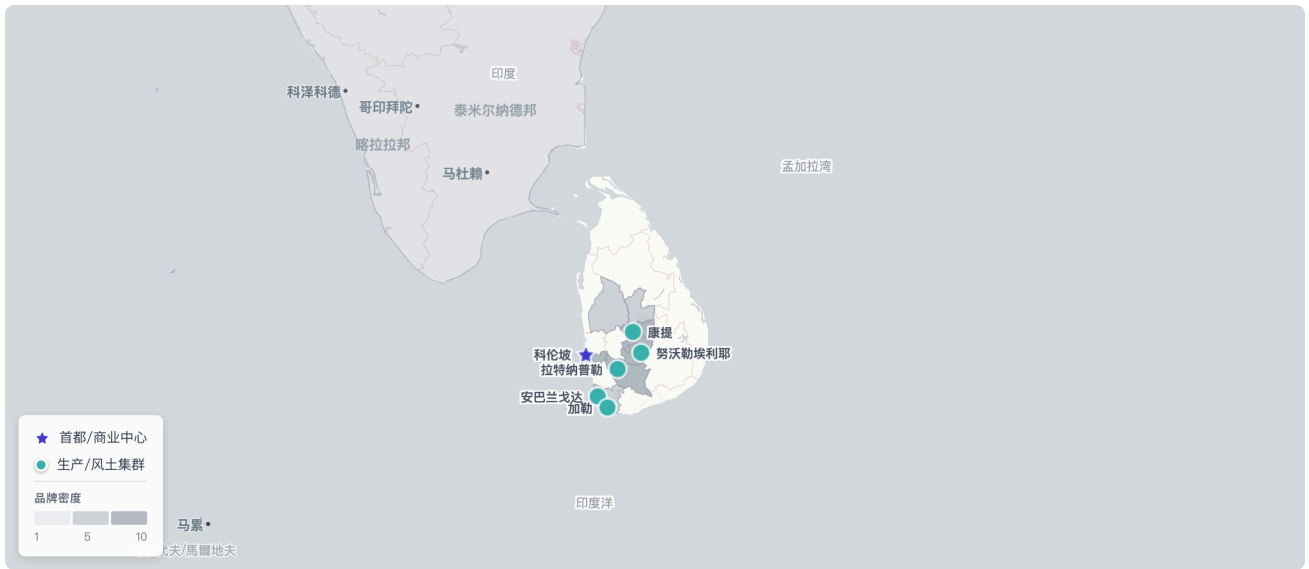 印度
科泽科德
哥印拜陀
泰米尔纳德邦
喀拉拉邦
孟加拉湾
马杜赖
康提
科伦坡
努沃勒埃利耶
拉特纳普勒
安巴兰戈达
加勒
首都/商业中心
生产/风土集群
品牌密度
1 5 10
印度洋
马累
代夫/馬爾地夫